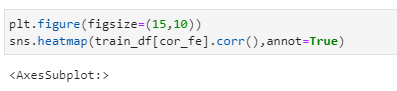 plt.figure(figsize=(15,10))
sns.heatmap(train_df[cor_fe].corr(),annot=True)
<AxesSubplot:>